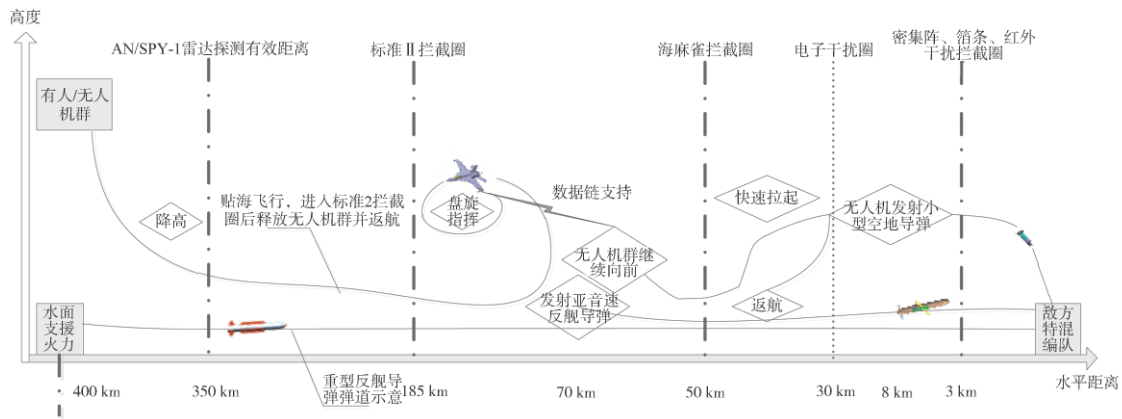 高度
AN/SPY-1雷达探测有效距离
标准Ⅱ拦截圈
海麻雀拦截圈
电子干扰圈
密集阵、箔条、红外
干扰拦截圈
有人/无人
机群
降高
贴海飞行，进入标准2拦截
圈后释放无人机群并返航
盘旋
指挥
数据链支持
无人机群继
续向前
快速拉起
无人机发射小
型空地导弹
发射亚音速
反舰导弹
返航
水面
支援
火力
敌方
特混
编队
重型反舰导
弹弹道示意
400 km
350 km
185 km
70 km
50 km
30 km
8 km
3 km
水平距离